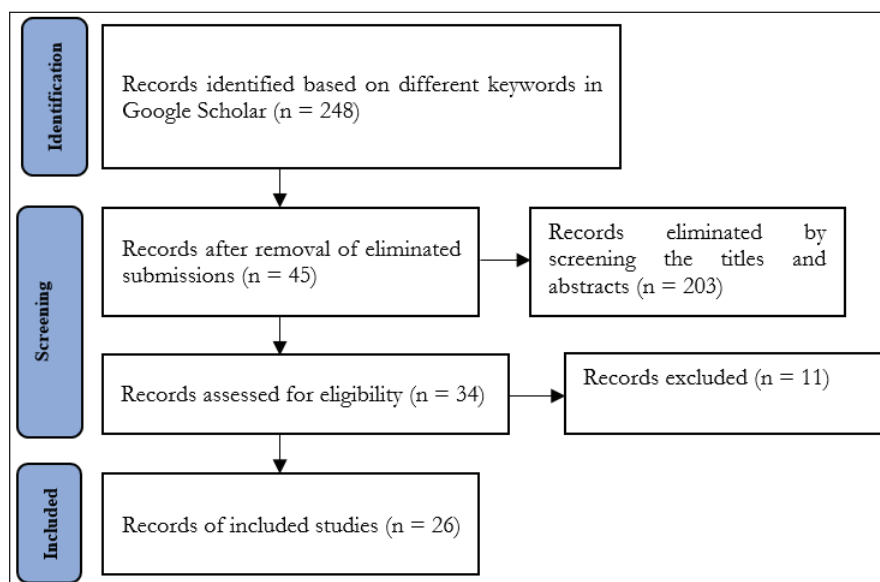 Identification
Records identified based on different keywords in
Google Scholar (n = 248)
Screening
Records after removal of eliminated
submissions (n = 45)
Records eliminated by
screening the titles and
abstracts (n = 203)
Records assessed for eligibility (n = 34)
Records excluded (n = 11)
Included
Records of included studies (n = 26)